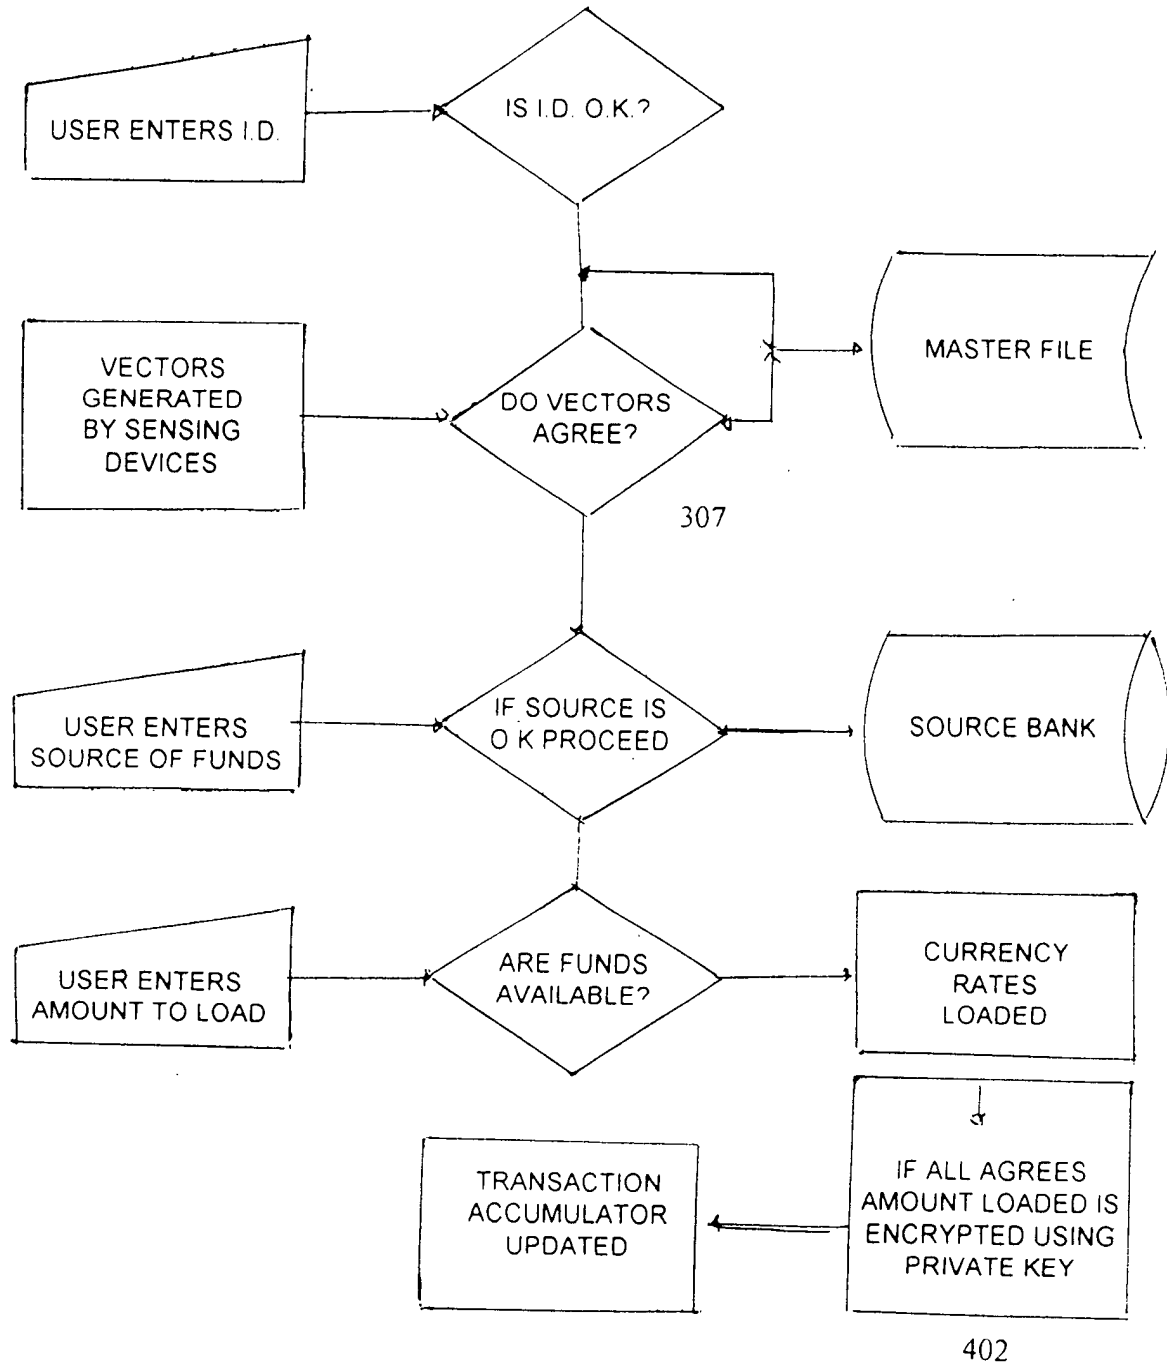 USER ENTERS I.D.
IS I.D. O.K.?
VECTORS
GENERATED
BY SENSING
DEVICES
DO VECTORS
AGREE?
MASTER FILE
307
USER ENTERS
SOURCE OF FUNDS
IF SOURCE IS
O K PROCEED
SOURCE BANK
USER ENTERS
AMOUNT TO LOAD
ARE FUNDS
AVAILABLE?
CURRENCY
RATES
LOADED
TRANSACTION
ACCUMULATOR
UPDATED
IF ALL AGREES
AMOUNT LOADED IS
ENCRYPTED USING
PRIVATE KEY
402